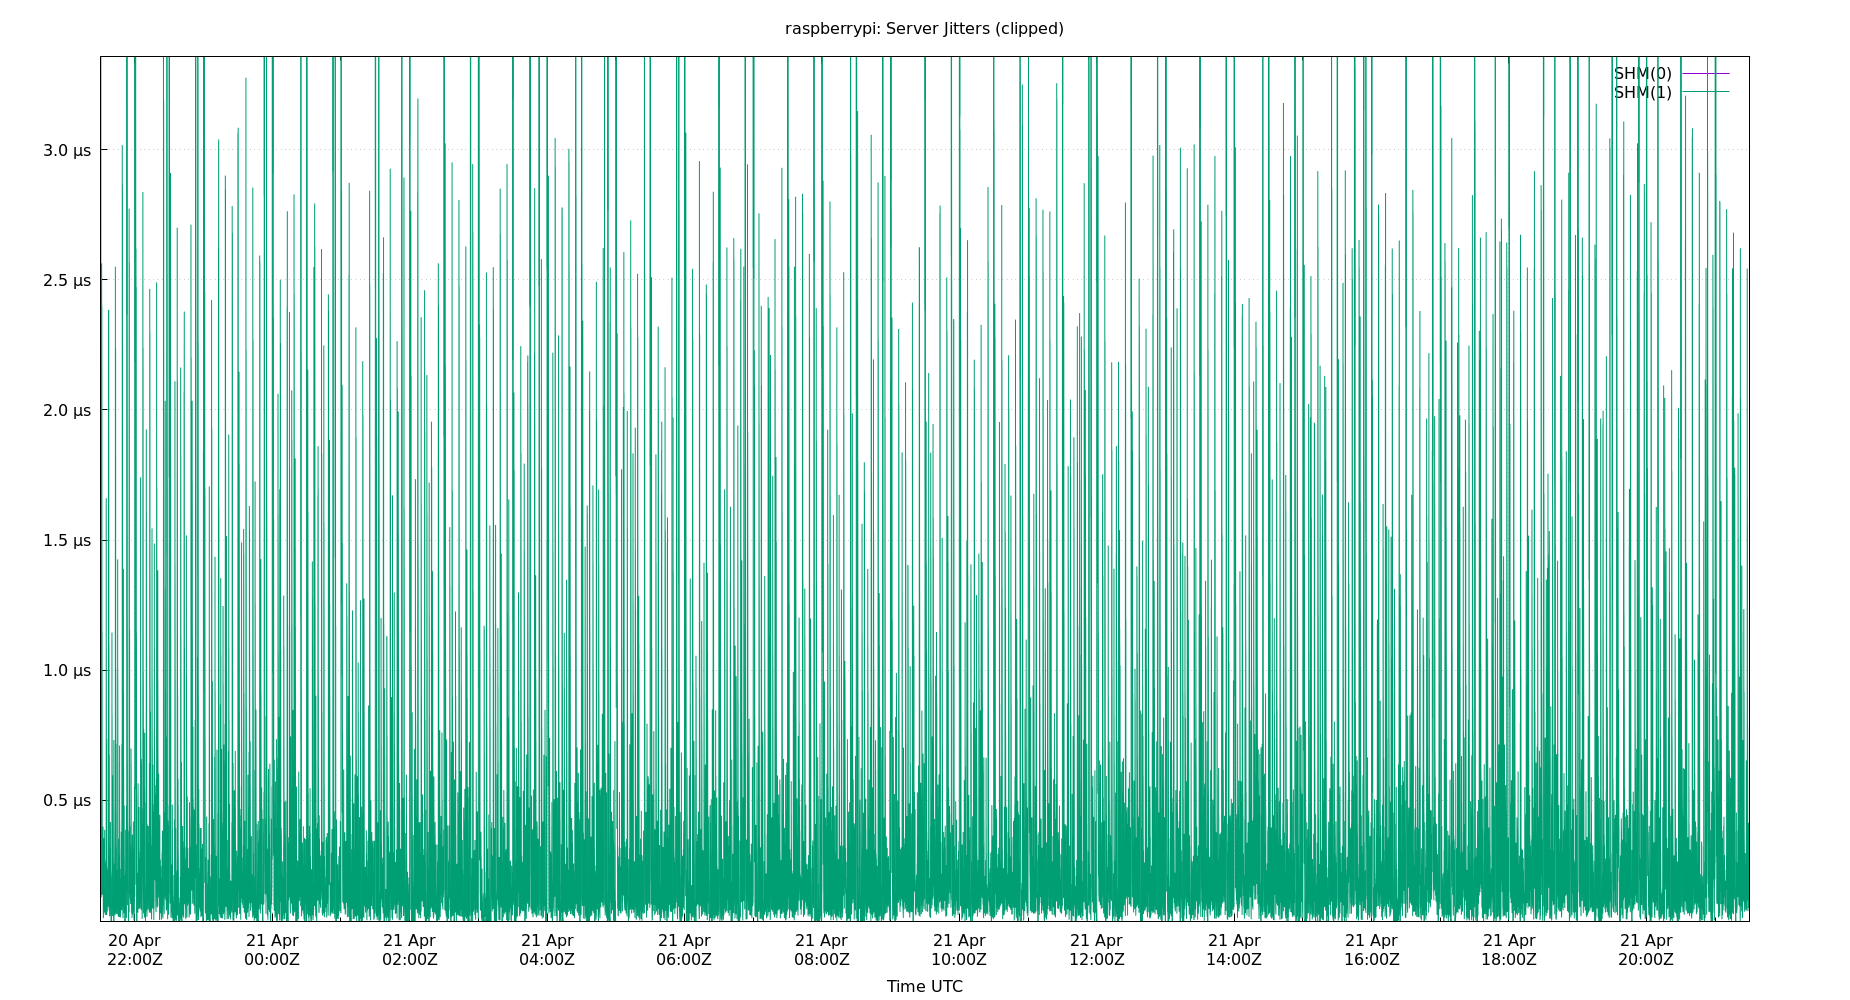 raspberrypi: Server Jitters (clipped)
SHM(0)
SHM(1)
3.0 µs
2.5 µs
2.0 µs
1.5 µs
1.0 µs
0.5 µs
20 Apr 21 Apr 21 Apr 21 Apr 21 Apr 21 Apr 21 Apr 21 Apr 21 Apr 21 Apr 21 Apr 21 Apr
22:00Z 00:00Z 02:00Z 04:00Z 06:00Z 08:00Z 10:00Z 12:00Z 14:00Z 16:00Z 18:00Z 20:00Z
Time UTC